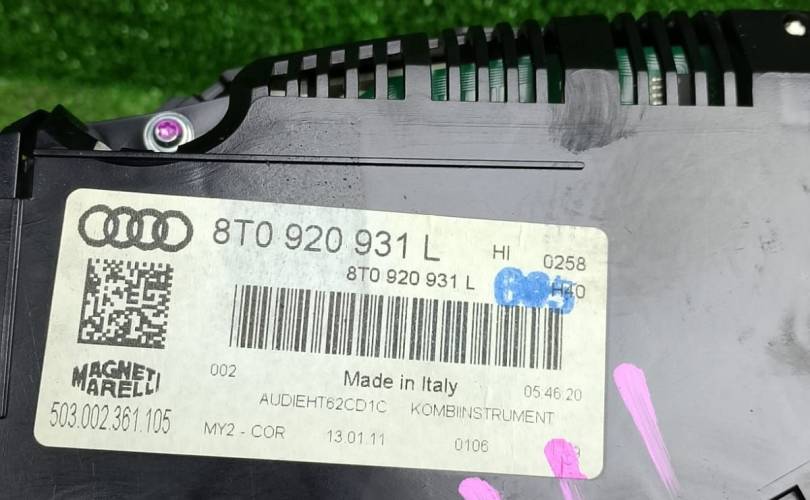 8T0 920 931 L HI 0258
8T0 920 931 L H40
002 Made in Italy 05.46.20
MAGNETI MARELLI
AUDIEHT62CD1C KOMBIINSTRUMENT
503.002.361.105
MY2 - COR 13.01.11 0106